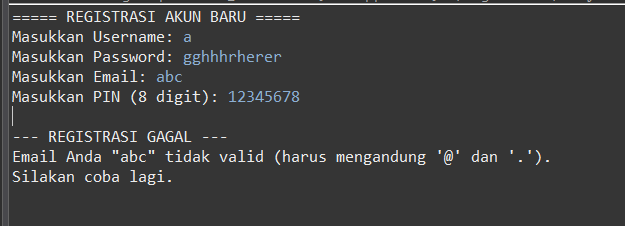 ===== REGISTRASI AKUN BARU =====
Masukkan Username: a
Masukkan Password: gghhhrherer
Masukkan Email: abc
Masukkan PIN (8 digit): 12345678
--- REGISTRASI GAGAL ---
Email Anda "abc" tidak valid (harus mengandung '@' dan '.').
Silakan coba lagi.